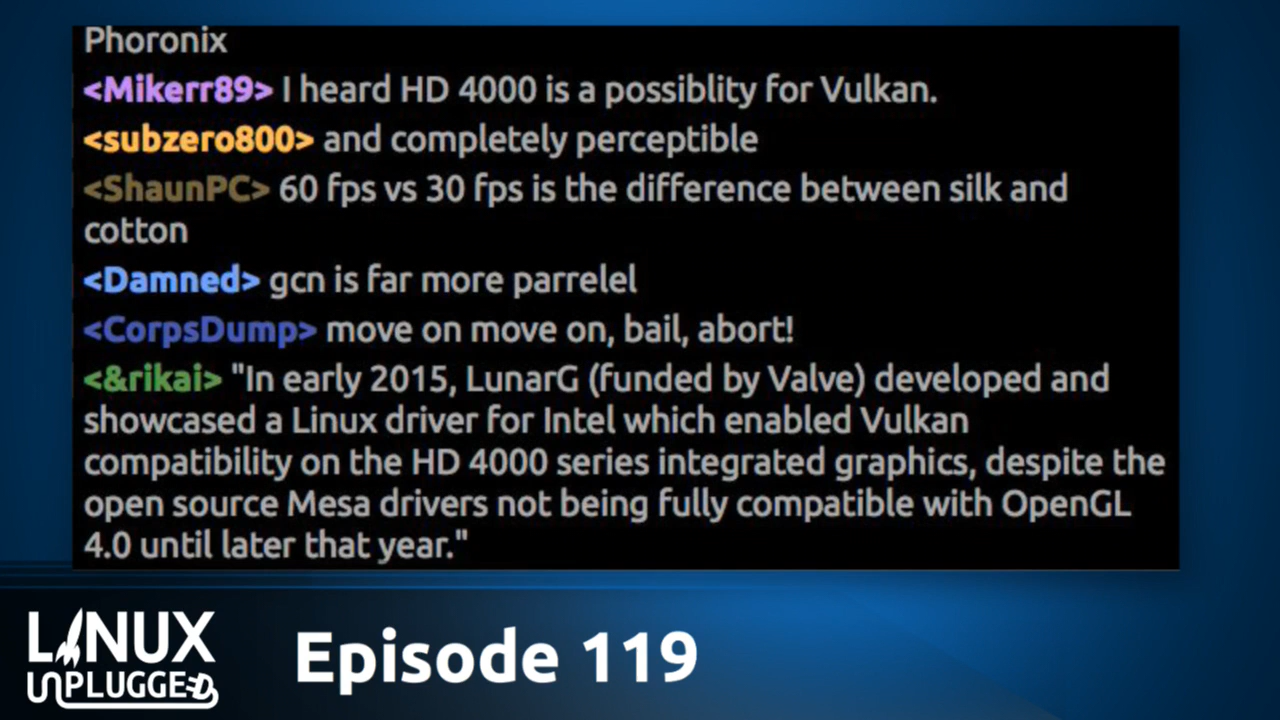 Phoronix
<Mikerr89> I heard HD 4000 is a possiblity for Vulkan.
<subzero800> and completely perceptible
<ShaunPC> 60 fps vs 30 fps is the difference between silk and
cotton
<Damned> gcn is far more parrelel
<CorpsDump> move on move on, bail, abort!
<&rikai> "In early 2015, LunarG (funded by Valve) developed and
showcased a Linux driver for Intel which enabled Vulkan
compatibility on the HD 4000 series integrated graphics, despite the
open source Mesa drivers not being fully compatible with OpenGL
4.0 until later that year."
LINUX
UNPLUGGED
Episode 119